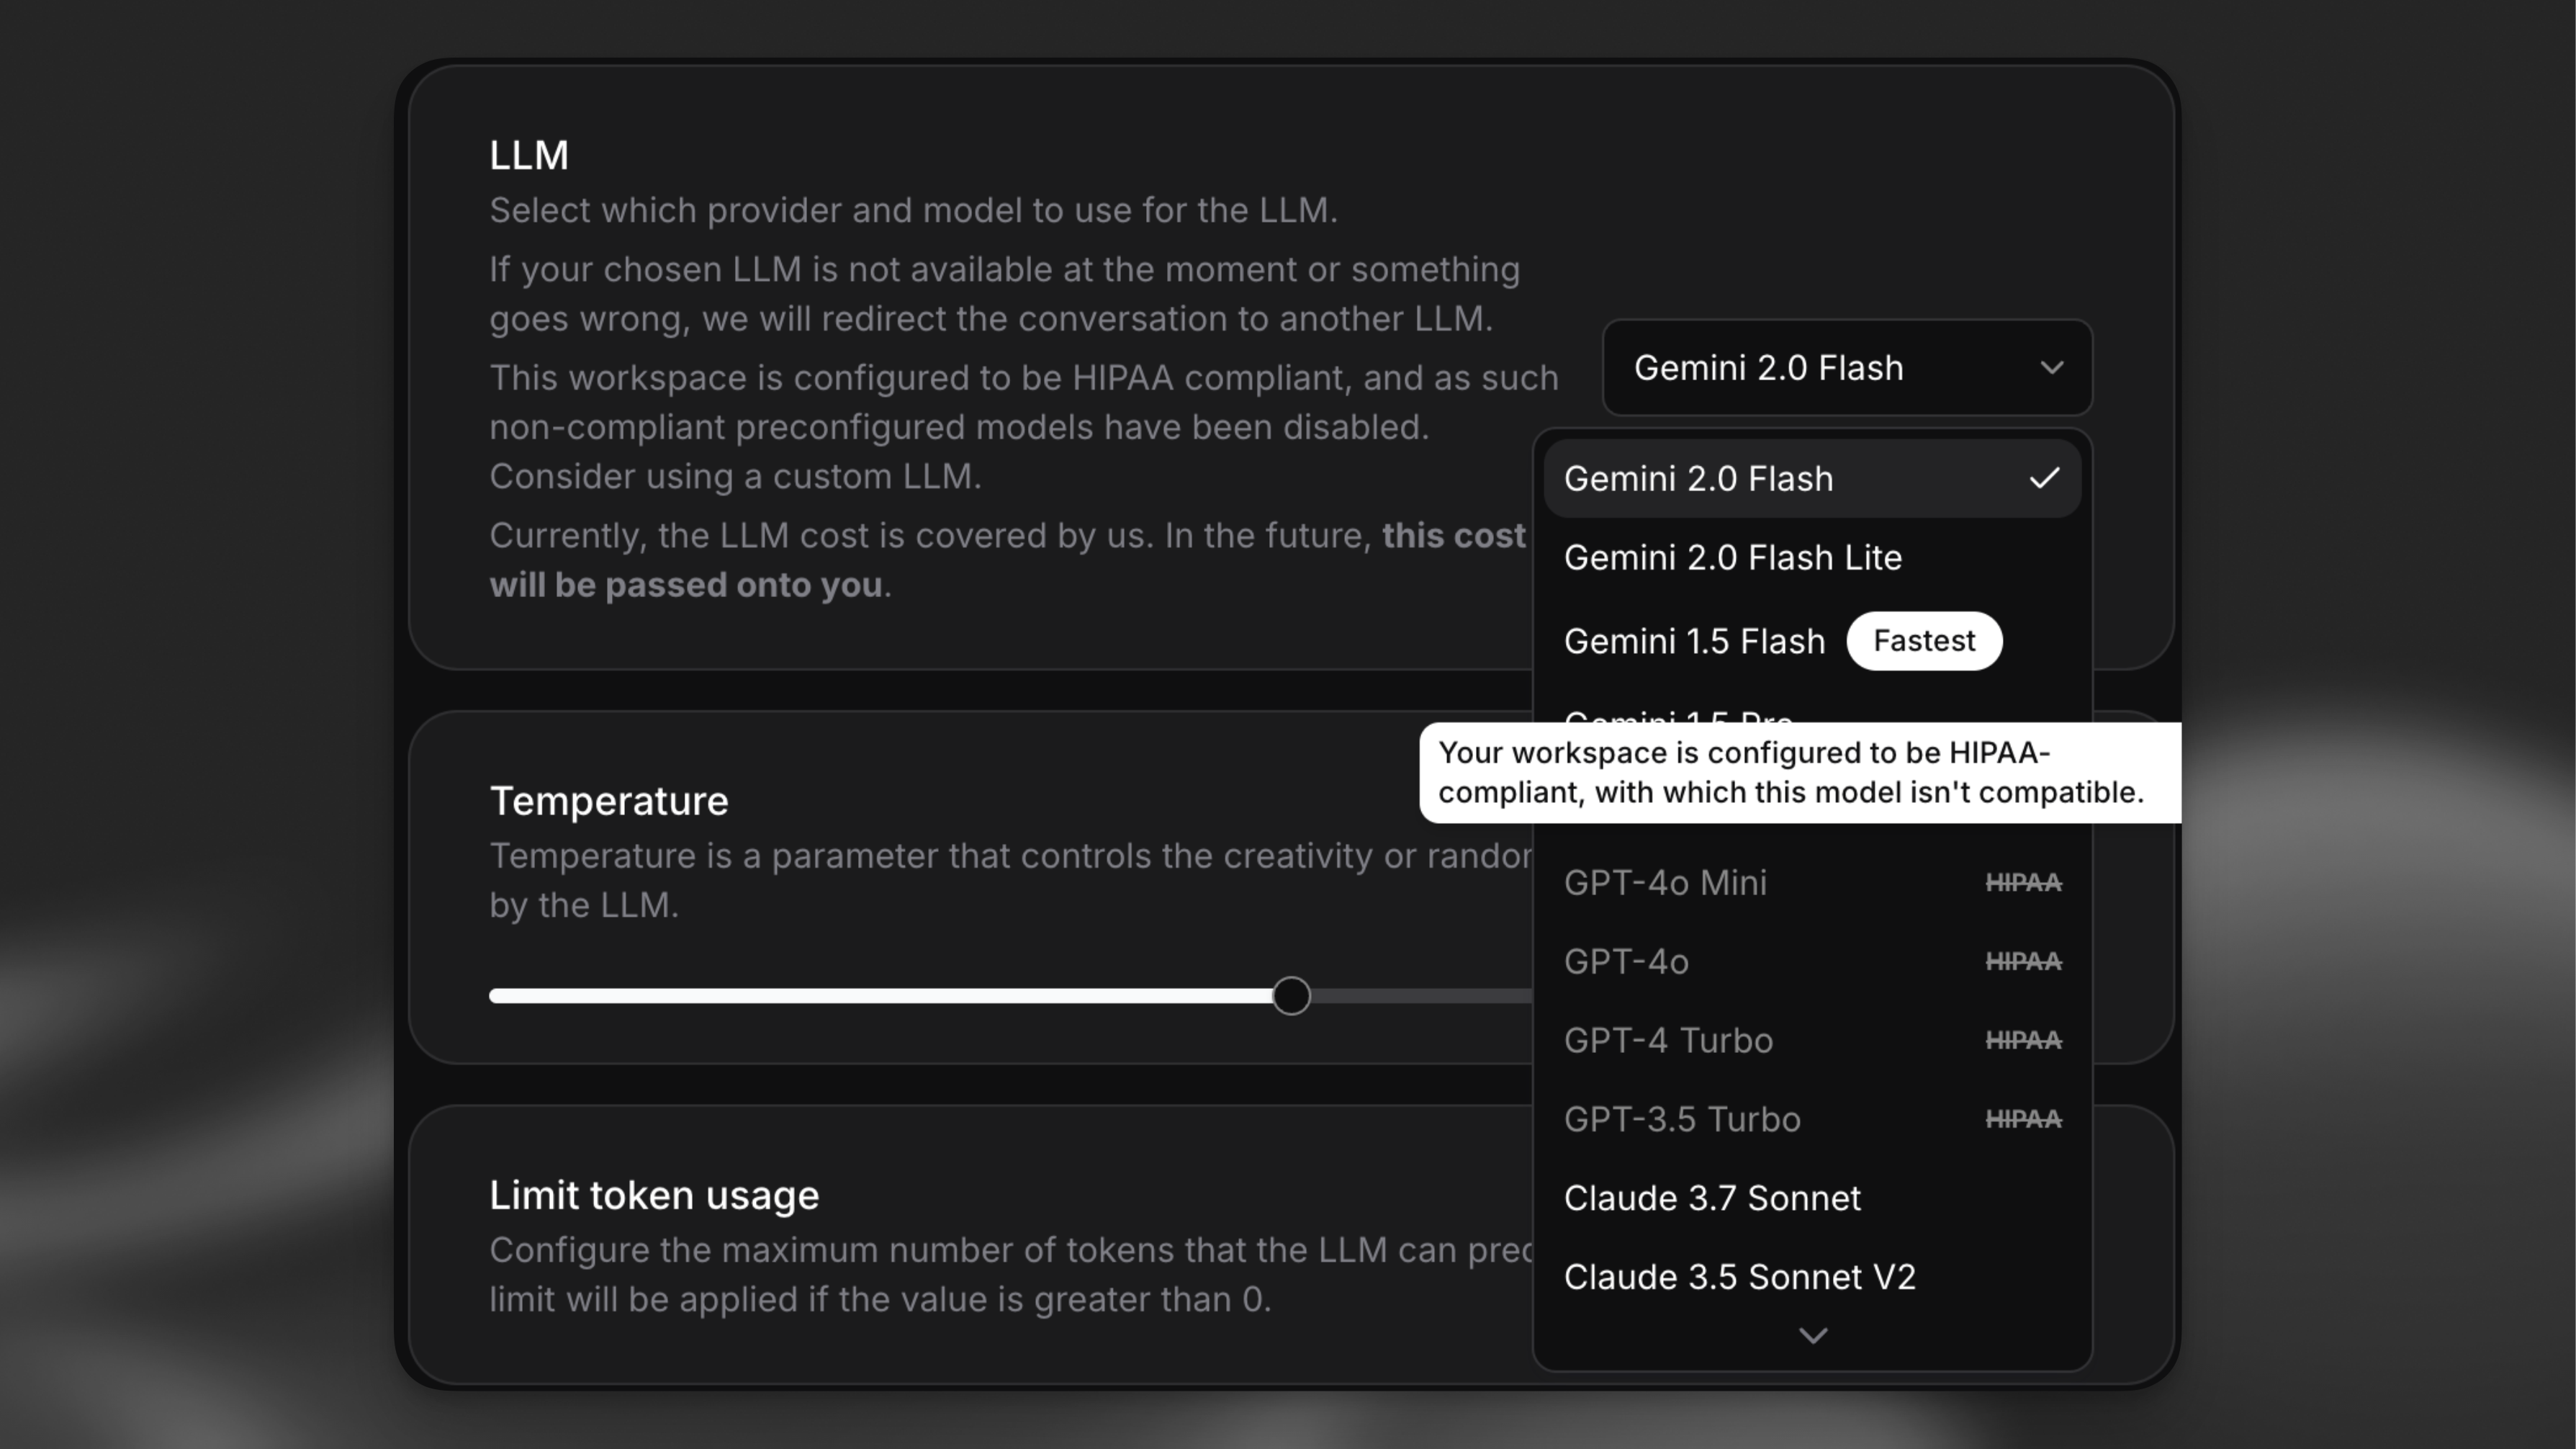 LLM
Select which provider and model to use for the LLM.
If your chosen LLM is not available at the moment or something
goes wrong, we will redirect the conversation to another LLM.
This workspace is configured to be HIPAA compliant, and as such
non-compliant preconfigured models have been disabled.
Consider using a custom LLM.
Currently, the LLM cost is covered by us. In the future, this cost
will be passed onto you.
Gemini 2.0 Flash
Gemini 2.0 Flash
Gemini 2.0 Flash Lite
Gemini 1.5 Flash Fastest
Gemini 1.5 Pro
Your workspace is configured to be HIPAA-
compliant, with which this model isn't compatible.
GPT-4o Mini HIPAA
GPT-4o HIPAA
GPT-4 Turbo HIPAA
GPT-3.5 Turbo HIPAA
Claude 3.7 Sonnet
Claude 3.5 Sonnet V2
Temperature
Temperature is a parameter that controls the creativity or
by the LLM.
Limit token usage
Configure the maximum number of tokens that the LLM can
limit will be applied if the value is greater than 0.